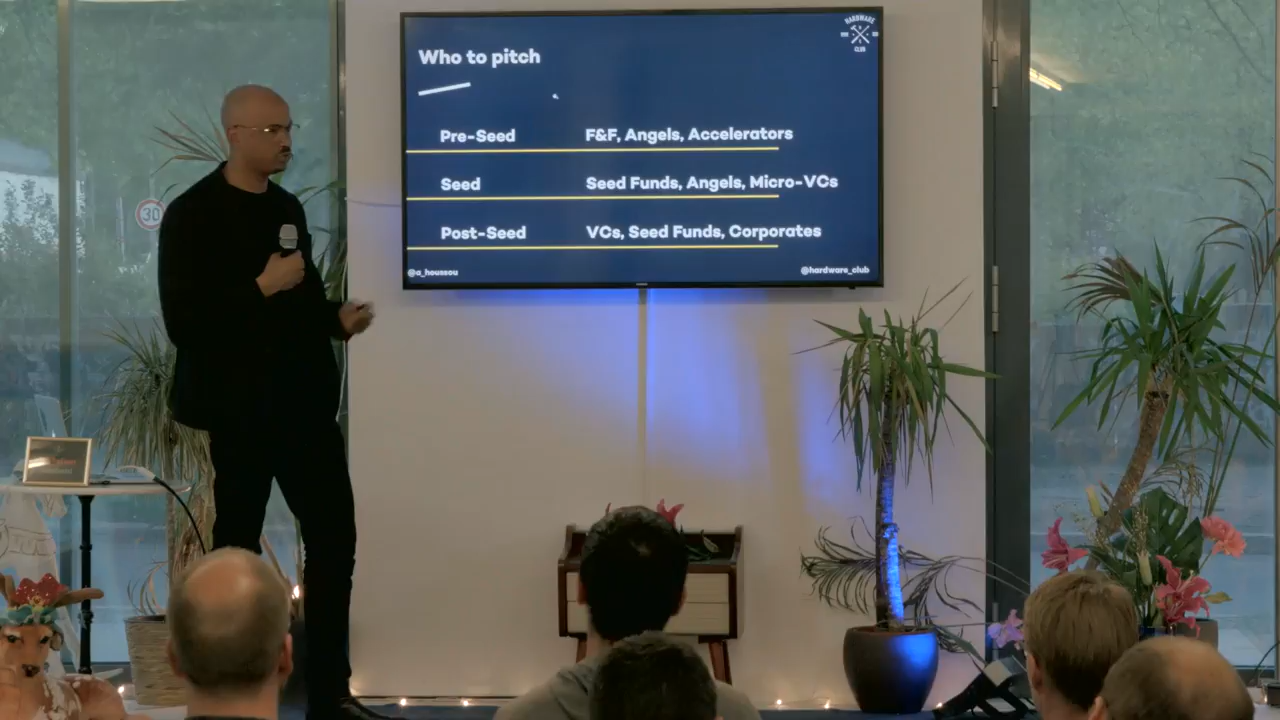 HARDWARE
CLUB
Who to pitch
Pre-Seed F&F, Angels, Accelerators
Seed Seed Funds, Angels, Micro-VCs
Post-Seed VCs, Seed Funds, Corporates
@a_houssou @hardware_club
30